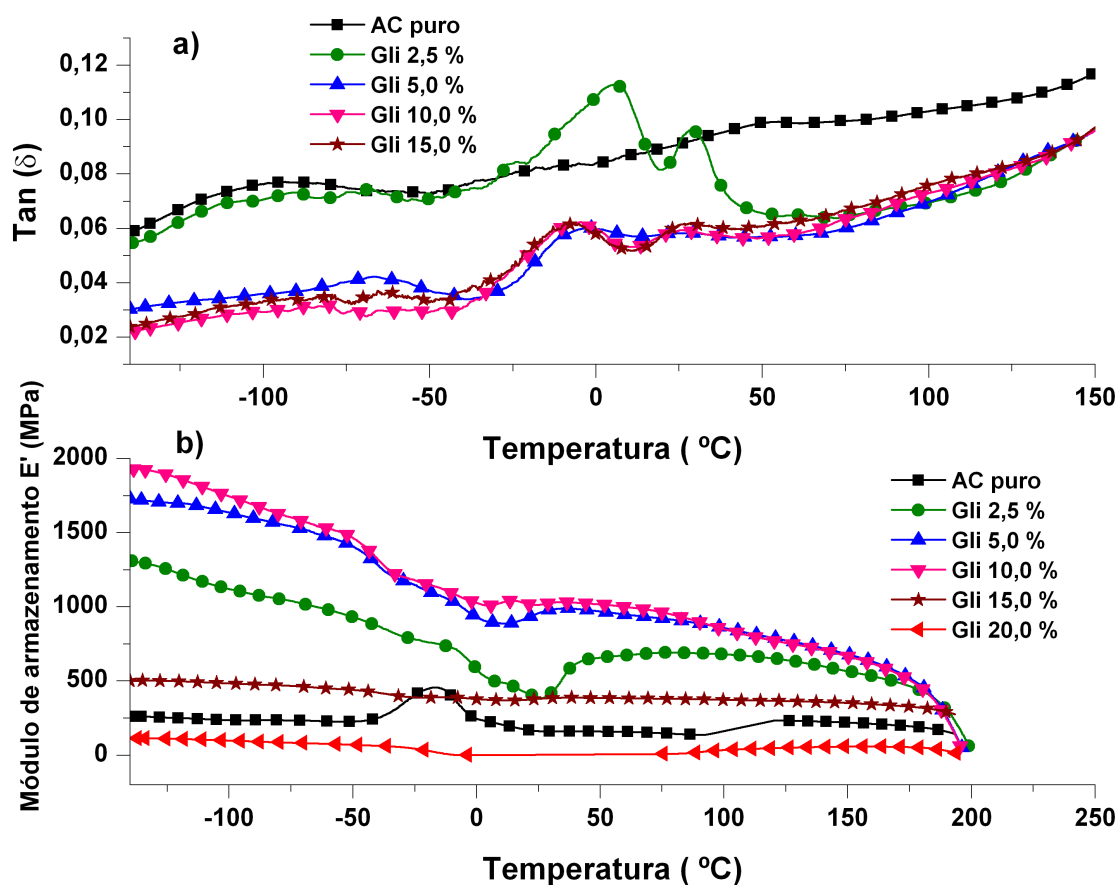 a)
AC puro
Gli 2,5 %
Gli 5,0 %
Gli 10,0 %
Gli 15,0 %
Tan (δ)
0,12
0,10
0,08
0,06
0,04
0,02
-100
-50
0
50
100
150
Temperatura ( ºC)
b)
AC puro
Gli 2,5 %
Gli 5,0 %
Gli 10,0 %
Gli 15,0 %
Gli 20,0 %
Módulo de armazenamento E' (MPa)
2000
1500
1000
500
0
-100
-50
0
50
100
150
200
250
Temperatura ( ºC)